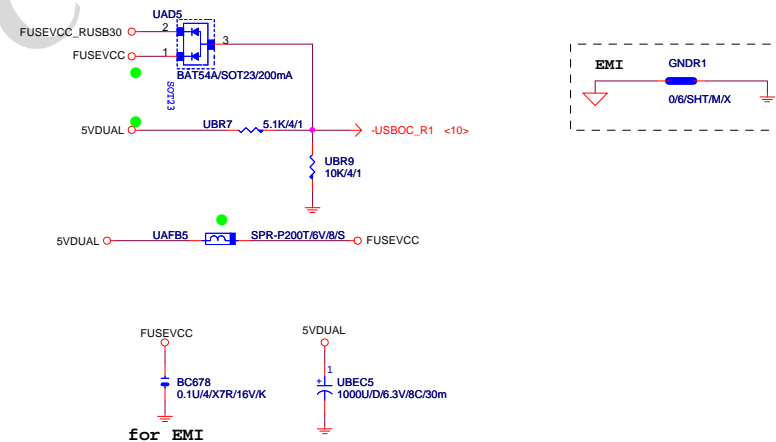 UAD5
FUSEVCC_RUSB30
2
3
FUSEVCC
1
BAT54A/SOT23/200mA
SOT23
EMI
GNDR1
0/6/SHT/M/X
5VDUAL
UBR7
5.1K/4/1
-USBOC_R1 <10>
UBR9
10K/4/1
5VDUAL
UAFB5
SPR-P200T/6V/8/S
FUSEVCC
FUSEVCC
5VDUAL
1
+
BC678
0.1U/4/X7R/16V/K
UBEC5
1000U/D/6.3V/8C/30m
for EMI